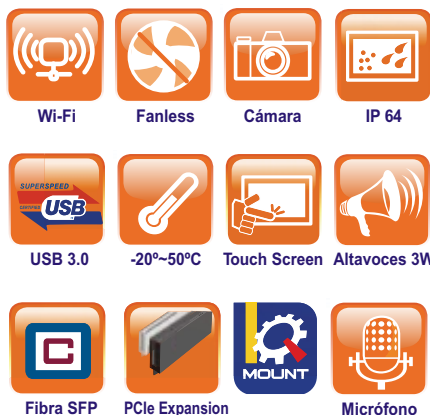 Wi-Fi
Fanless
Cámara
IP 64
SUPERSPEED
CERTIFIED
USB
USB 3.0
-20º~50ºC
Touch Screen
Altavoces 3W
C
MOUNT
Fibra SFP
PCIe Expansion
Micrófono